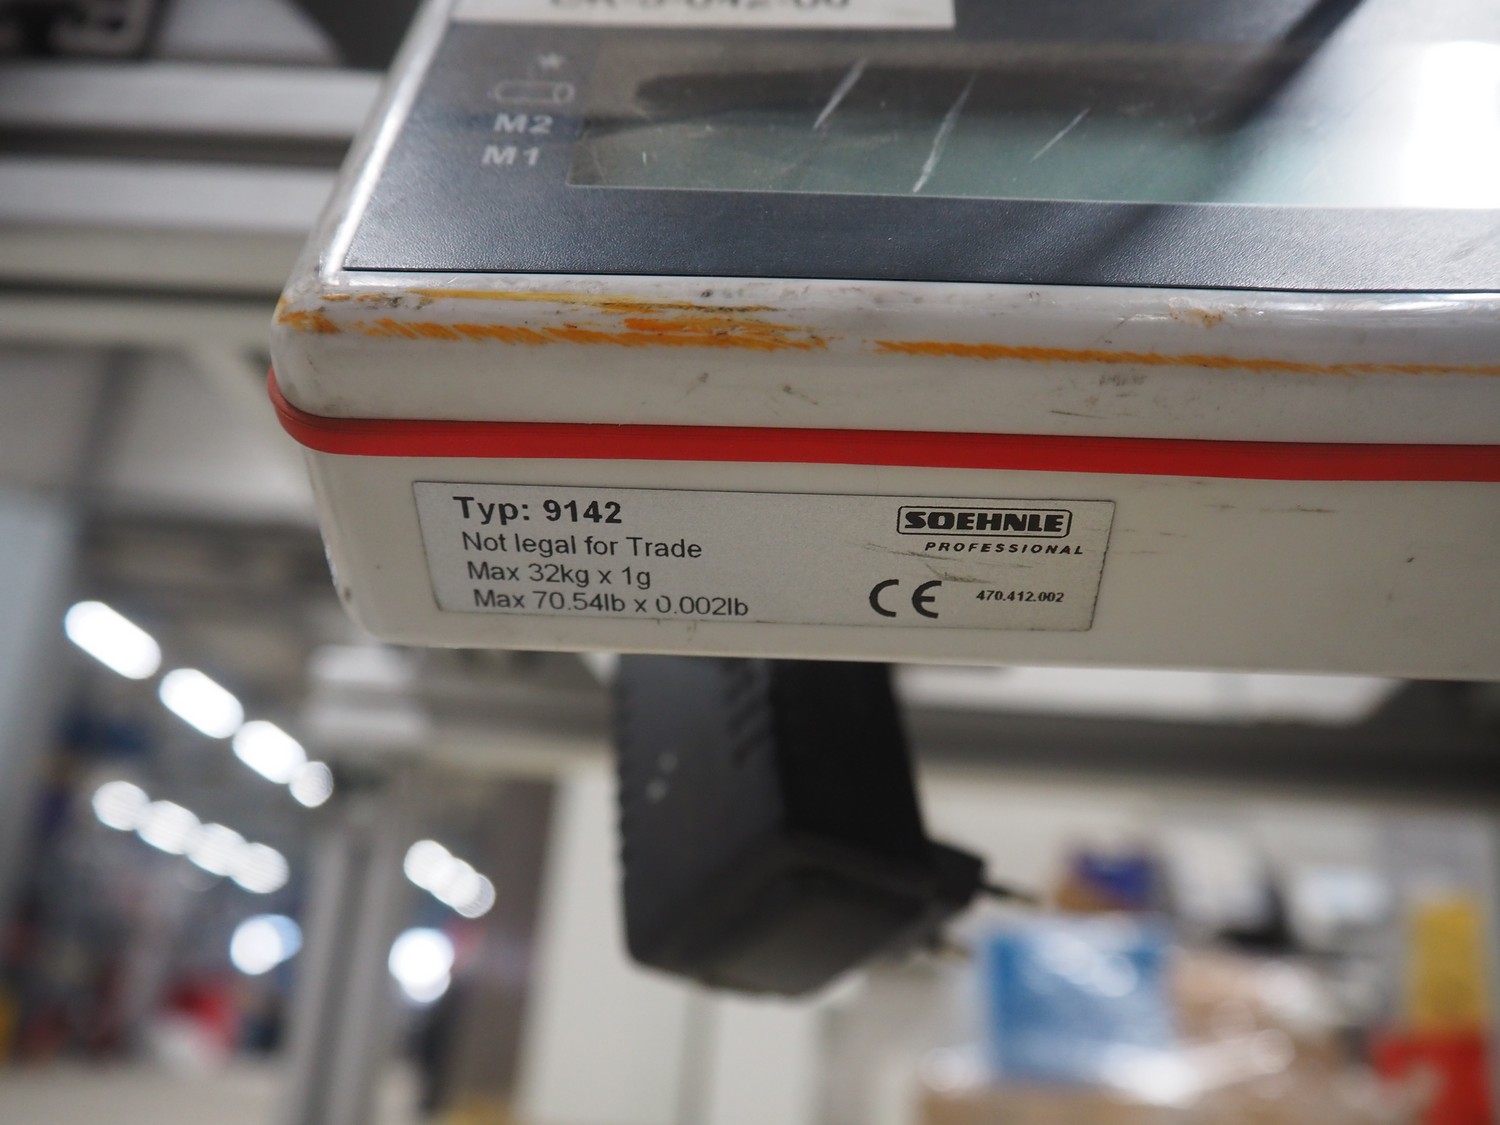 M2
M1
Typ: 9142
Not legal for Trade
Max 32kg x 1g
Max 70.54lb x 0.002lb
SOEHNLE
PROFESSIONAL
CE 470.412.002